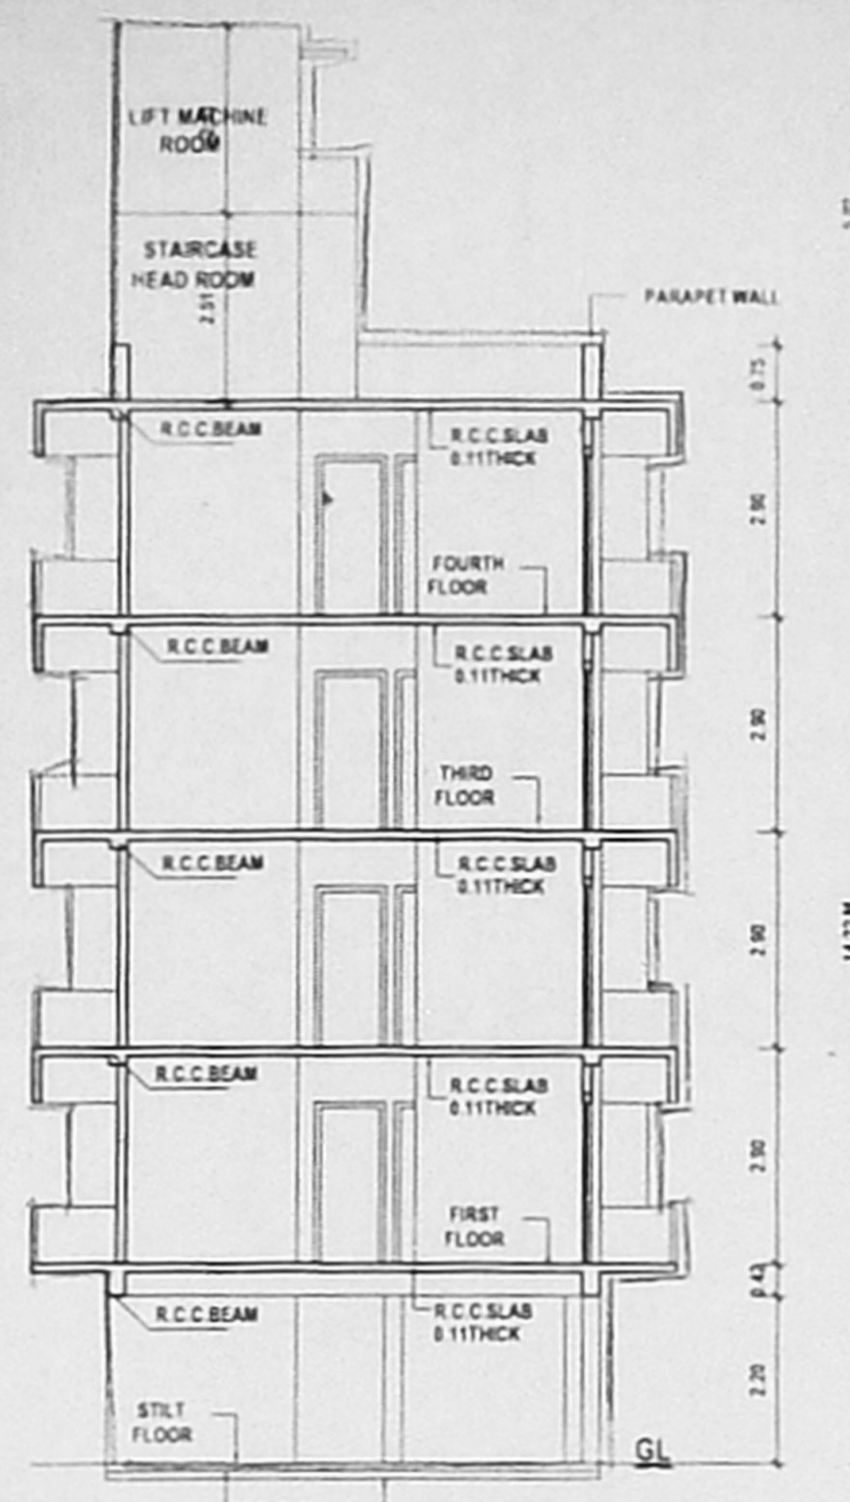 LIFT MACHINE
ROOM
STAIRCASE
HEAD ROOM
2.51
PARAPET WALL
0.75
R.C.C.BEAM
R.C.C.SLAB
0.11THICK
2.90
FOURTH
FLOOR
R.C.C.BEAM
R.C.C.SLAB
0.11THICK
2.90
THIRD
FLOOR
R.C.C.BEAM
R.C.C.SLAB
0.11THICK
2.90
R.C.C.BEAM
R.C.C.SLAB
0.11THICK
2.90
FIRST
FLOOR
R.C.C.BEAM
R.C.C.SLAB
0.11THICK
2.20
STILT
FLOOR
GL